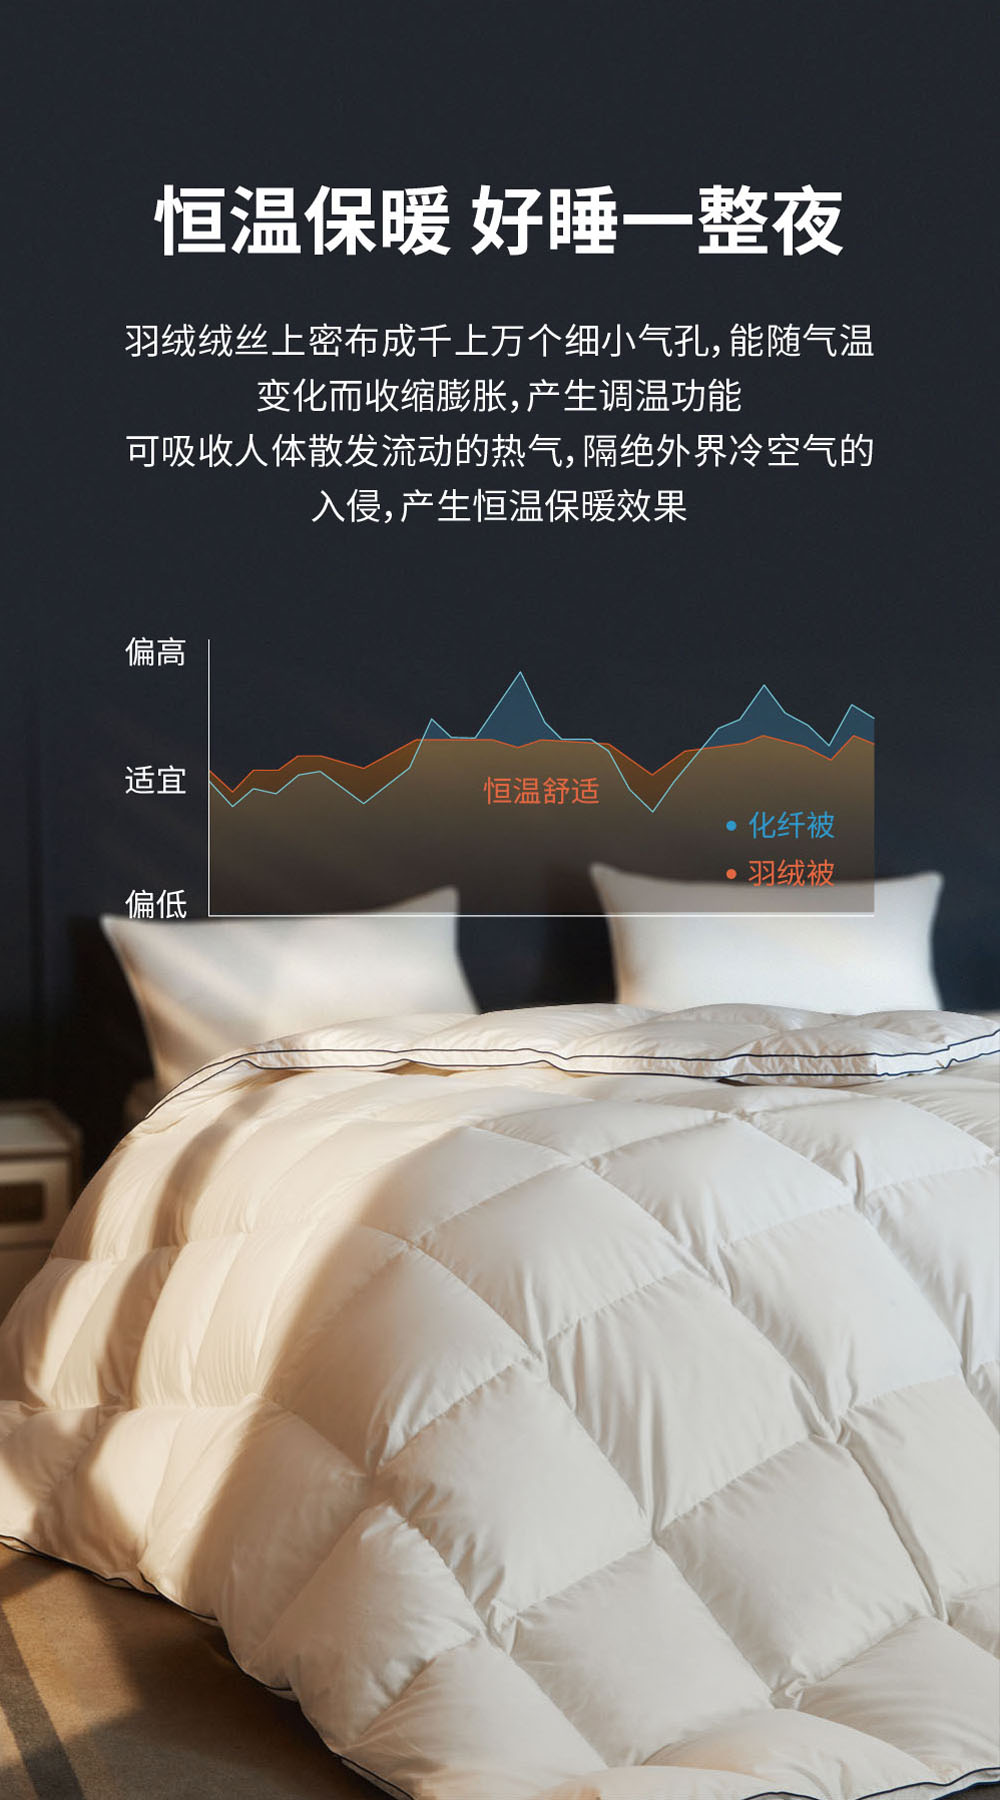 恒温保暖 好睡一整夜
羽绒绒丝上密布成千上万个细小气孔，能随气温
变化而收缩膨胀，产生调温功能
可吸收人体散发流动的热气，隔绝外界冷空气的
入侵，产生恒温保暖效果
偏高
适宜
恒温舒适
• 化纤被
• 羽绒被
偏低